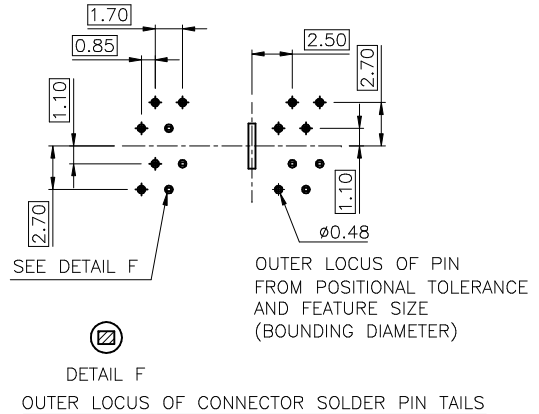 1.70
0.85
2.50
2.70
1.10
2.70
1.10
ø0.48
SEE DETAIL F
OUTER LOCUS OF PIN
FROM POSITIONAL TOLERANCE
AND FEATURE SIZE
(BOUNDING DIAMETER)
DETAIL F
OUTER LOCUS OF CONNECTOR SOLDER PIN TAILS